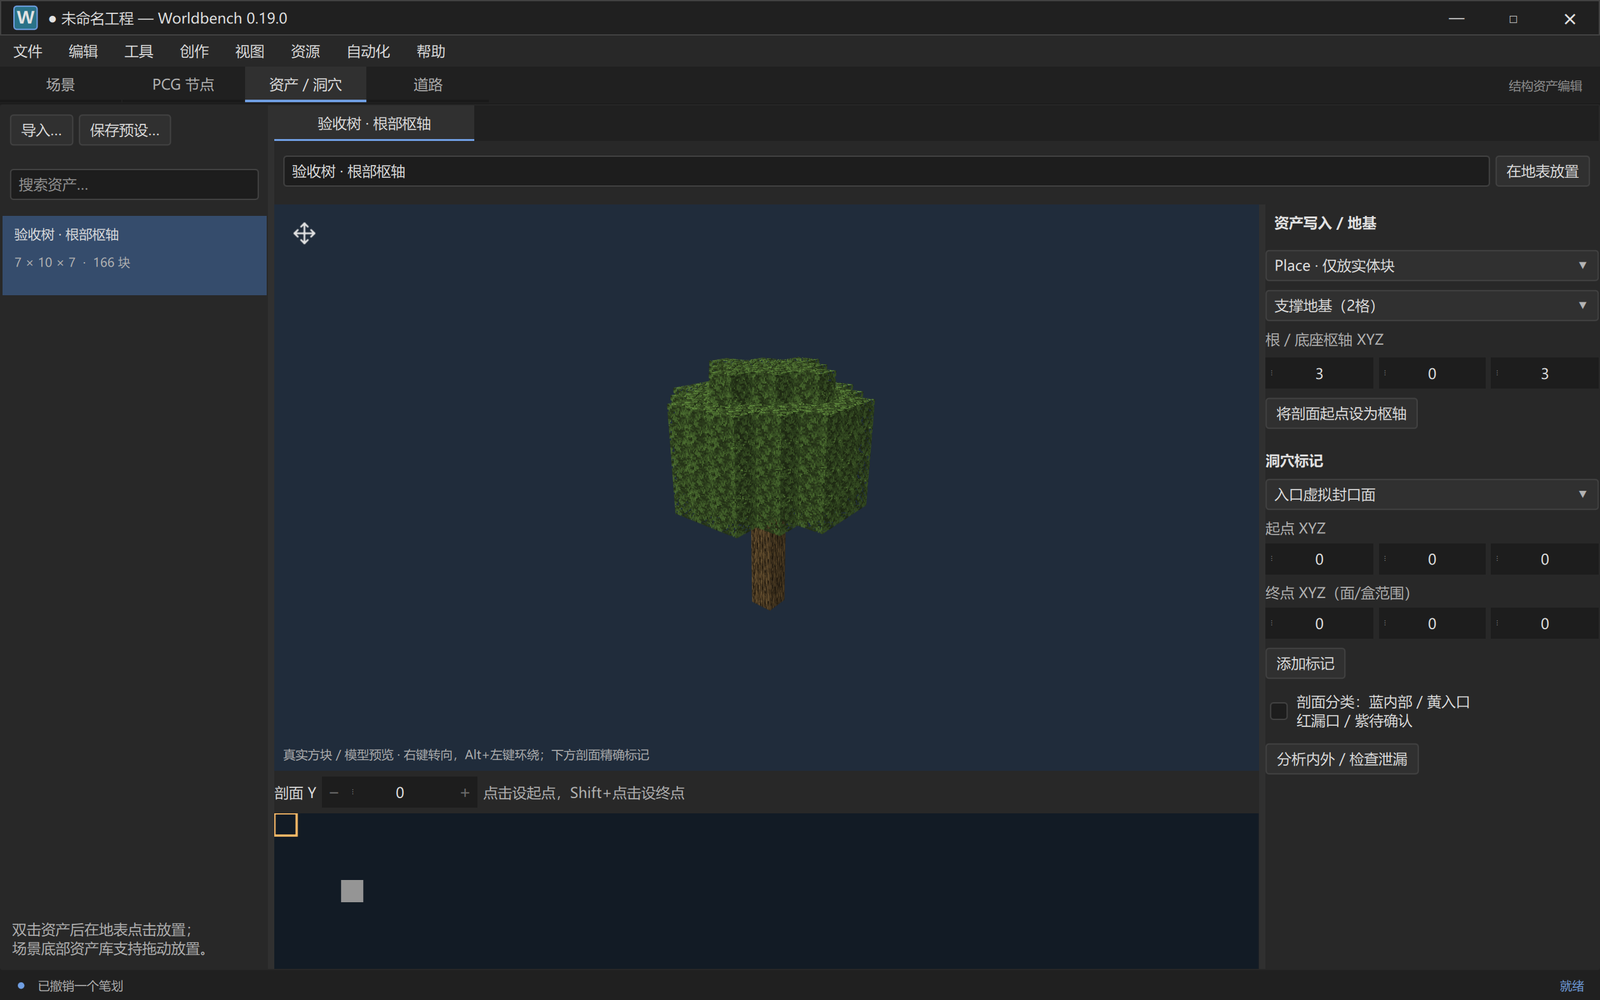 W ● 未命名工程 — Worldbench 0.19.0
文件 编辑 工具 创作 视图 资源 自动化 帮助
场景 PCG 节点 资产 / 洞穴 道路 结构资产编辑
导入... 保存预设...
搜索资产...
验收树 · 根部枢轴
7 × 10 × 7 · 166 块
双击资产后在地表点击放置；
场景底部资产库支持拖动放置。
验收树 · 根部枢轴
验收树 · 根部枢轴 在地表放置
真实方块 / 模型预览 · 右键转向，Alt+左键环绕；下方剖面精确标记
剖面 Y − 0 + 点击设起点，Shift+点击设终点
资产写入 / 地基
Place · 仅放实体块
支撑地基（2格）
根 / 底座枢轴 XYZ
3 0 3
将剖面起点设为枢轴
洞穴标记
入口虚拟封口面
起点 XYZ
0 0 0
终点 XYZ（面/盒范围）
0 0 0
添加标记
剖面分类：蓝内部 / 黄入口
红漏口 / 紫待确认
分析内外 / 检查泄漏
已撤销一个笔划 就绪